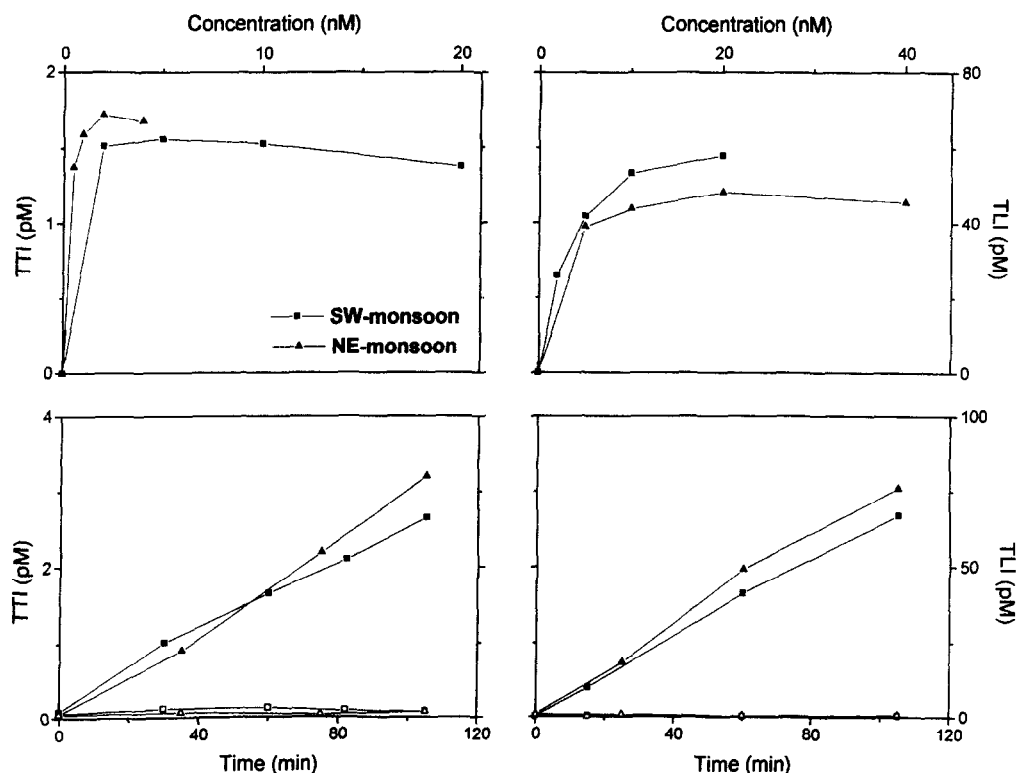 Concentration (nM)
0 10 20
Concentration (nM)
0 20 40
2
1
0
TTI (pM)
SW-monsoon
NE-monsoon
80
40
0
TLI (pM)
4
2
0
TTI (pM)
0 40 80 120
Time (min)
100
50
0
TLI (pM)
0 40 80 120
Time (min)